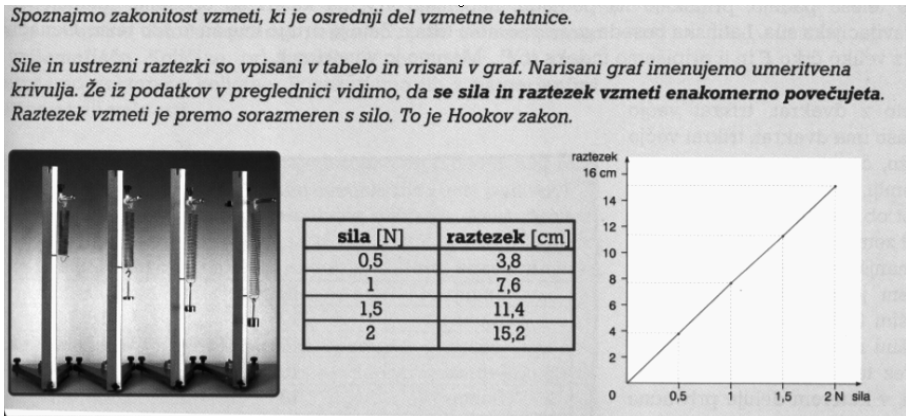 Spoznajmo zakonitost vzmeti, ki je osrednji del vzmetne tehtnice.
Sile in ustrezni raztezki so vpisani v tabelo in vrisani v graf. Narisani graf imenujemo umeritvena
krivulja. Že iz podatkov v preglednici vidimo, da se sila in raztezek vzmeti enakomerno povečujeta.
Raztezek vzmeti je premo sorazmeren s silo. To je Hookov zakon.
sila [N] raztezek [cm]
0,5 3,8
1 7,6
1,5 11,4
2 15,2
raztezek
16 cm
14
12
10
8
6
4
2
0 0,5 1,5 2 N sila